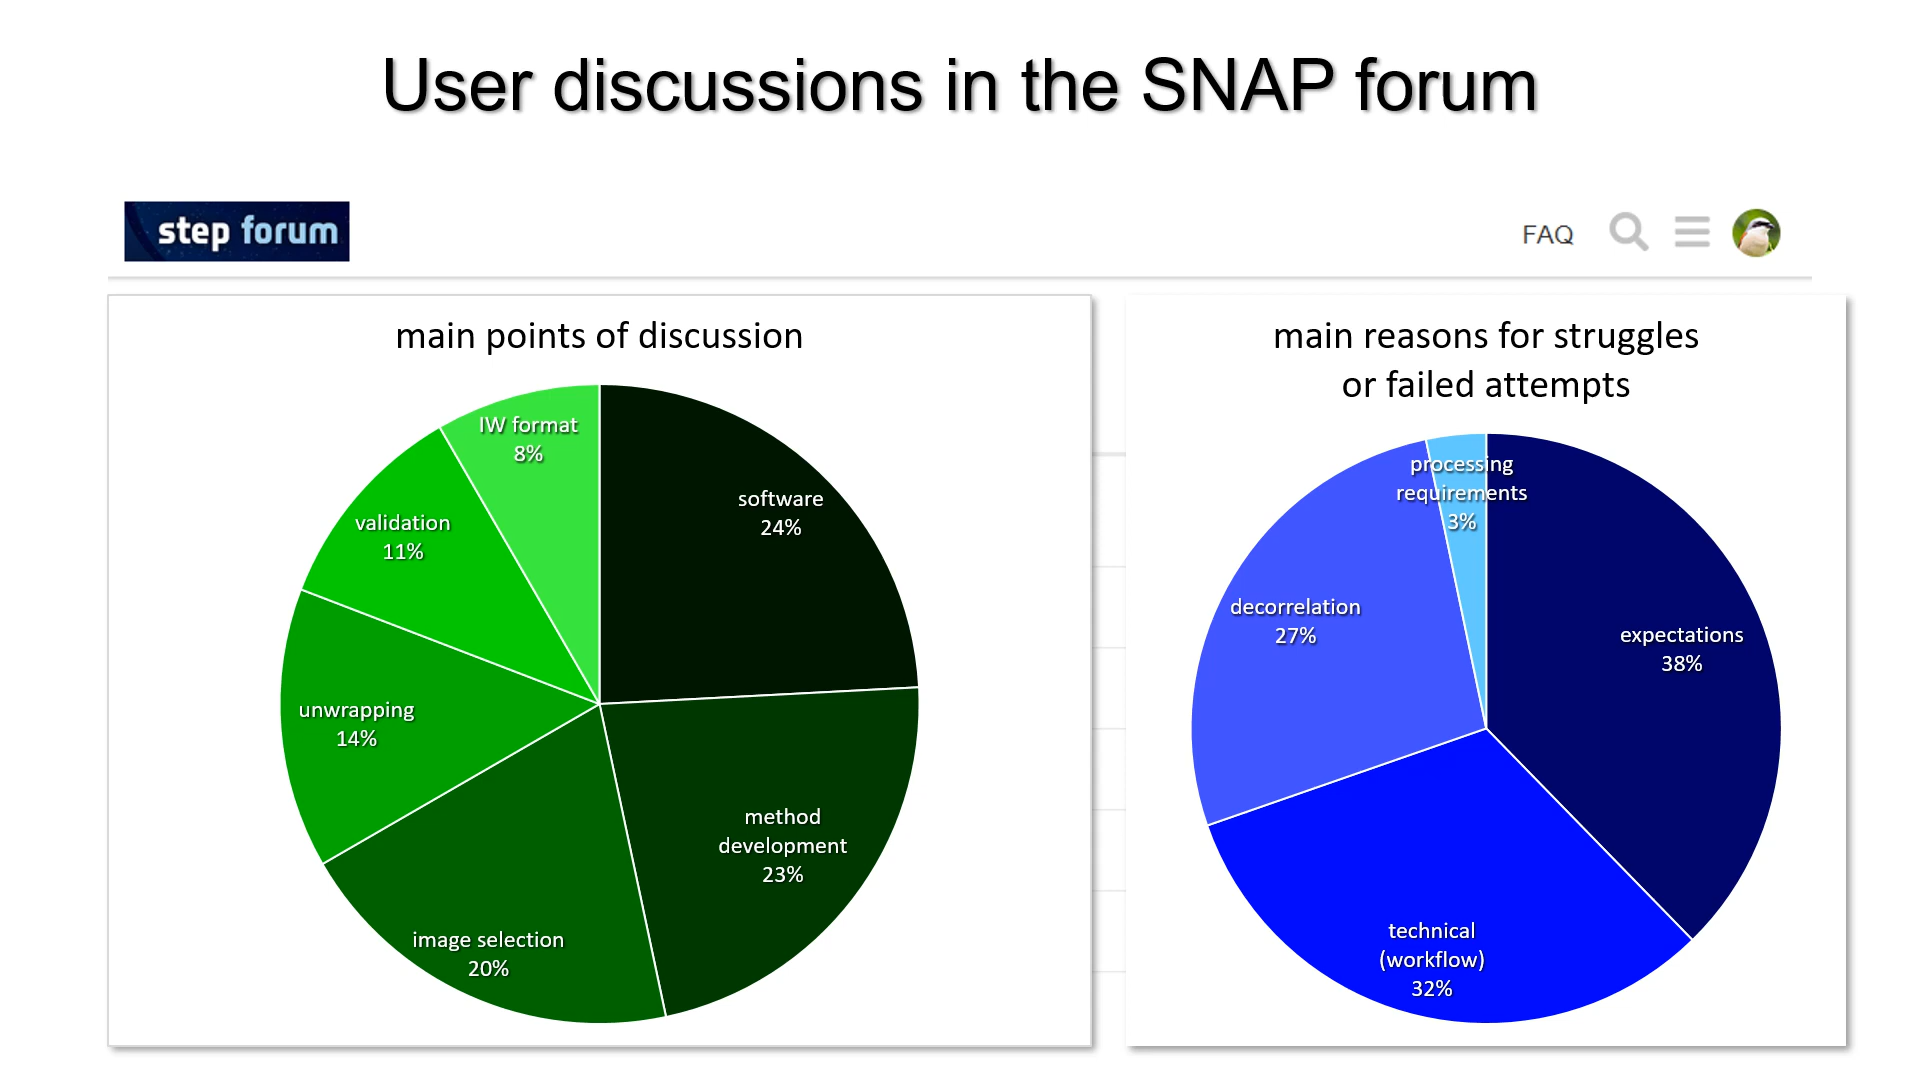 User discussions in the SNAP forum
step forum
FAQ
main points of discussion
IW format
8%
software
24%
validation
11%
unwrapping
14%
method
development
23%
image selection
20%
main reasons for struggles
or failed attempts
processing
requirements
3%
decorrelation
27%
expectations
38%
technical
(workflow)
32%